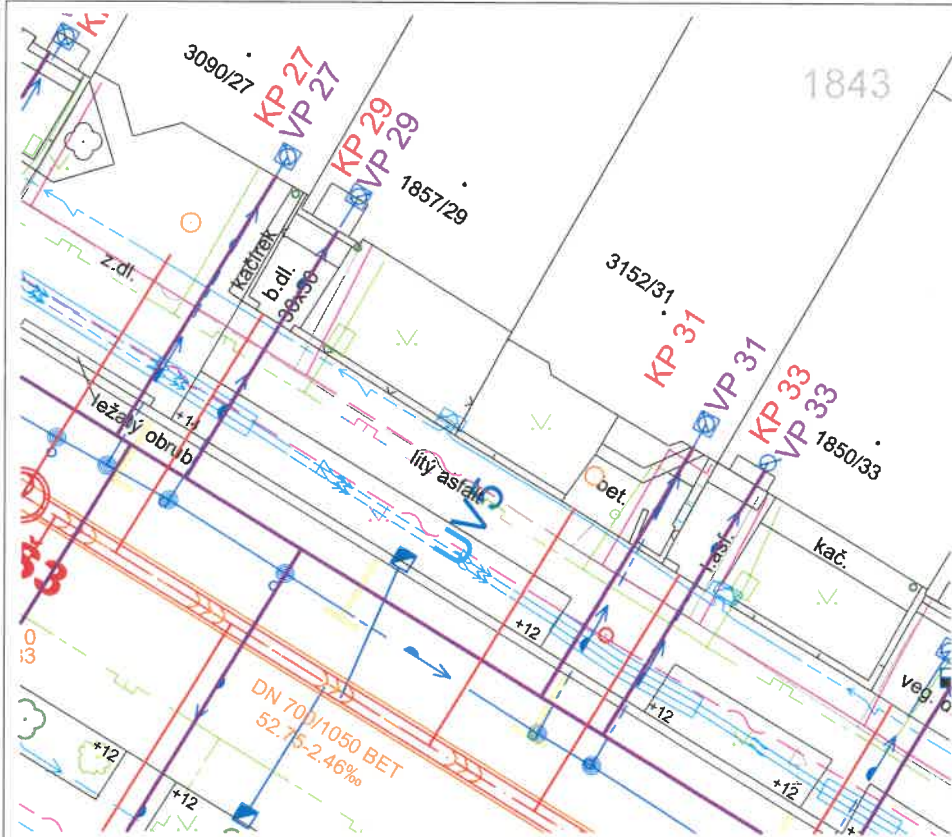 3090/27
KP 27
VP 27
KP 29
VP 29
1843
1857/29
3152/31
KP 31
VP 31
KP 33
VP 33
1850/33
z.dl.
kačírek
b.dl.
30x30
ležatý obrub
litý asfalt
UV5
bet.
l.asf.
kač.
veg.
+12
+12
+12
+12
+12
DN 700/1050 BET
52.75-2.46‰